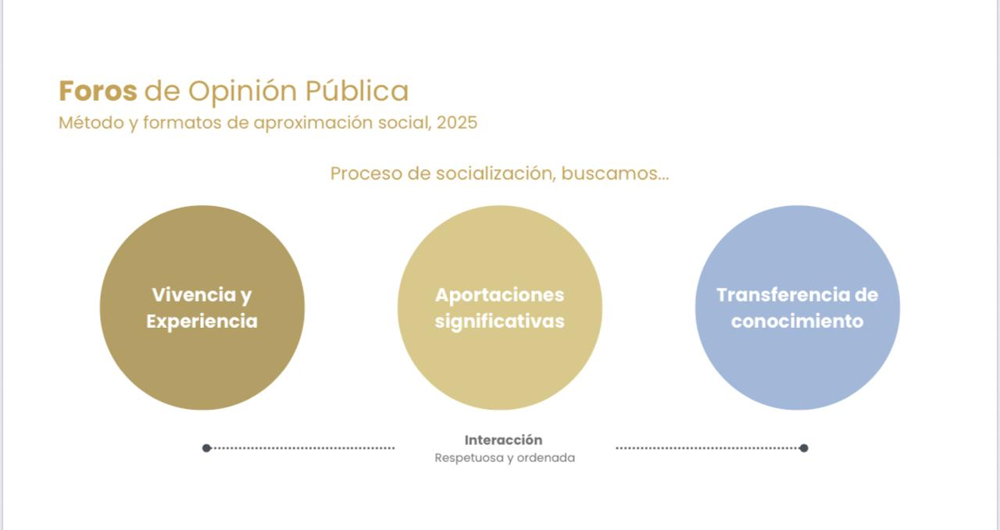 Foros de Opinión Pública
Método y formatos de aproximación social, 2025
Proceso de socialización, buscamos...
Vivencia y
Experiencia
Aportaciones
significativas
Transferencia de
conocimiento
Interacción
Respetuosa y ordenada